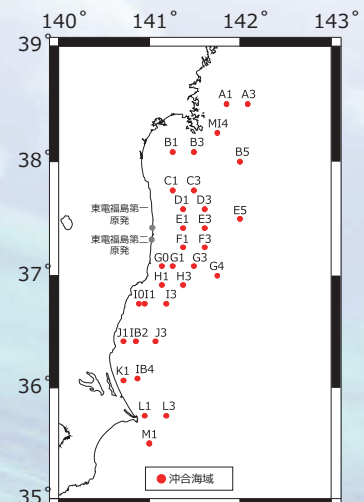 140° 141° 142° 143°
39°
A1 A3
MI4
B1 B3
38°
B5
C1 C3
D1 D3
東電福島第一
原発
E1 E3
E5
東電福島第二
原発
F1 F3
G0 G1 G3
G4
37°
H1 H3
I0 I1 I3
J1 IB2 J3
K1 IB4
36°
L1 L3
M1
沖合海域
35°